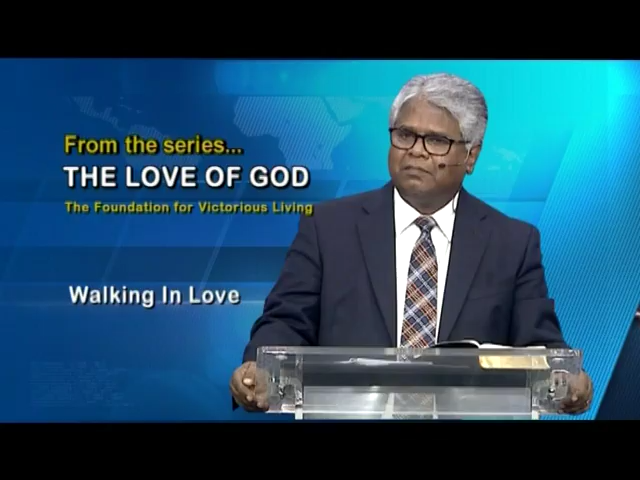 From the series...
THE LOVE OF GOD
The Foundation for Victorious Living
Walking In Love